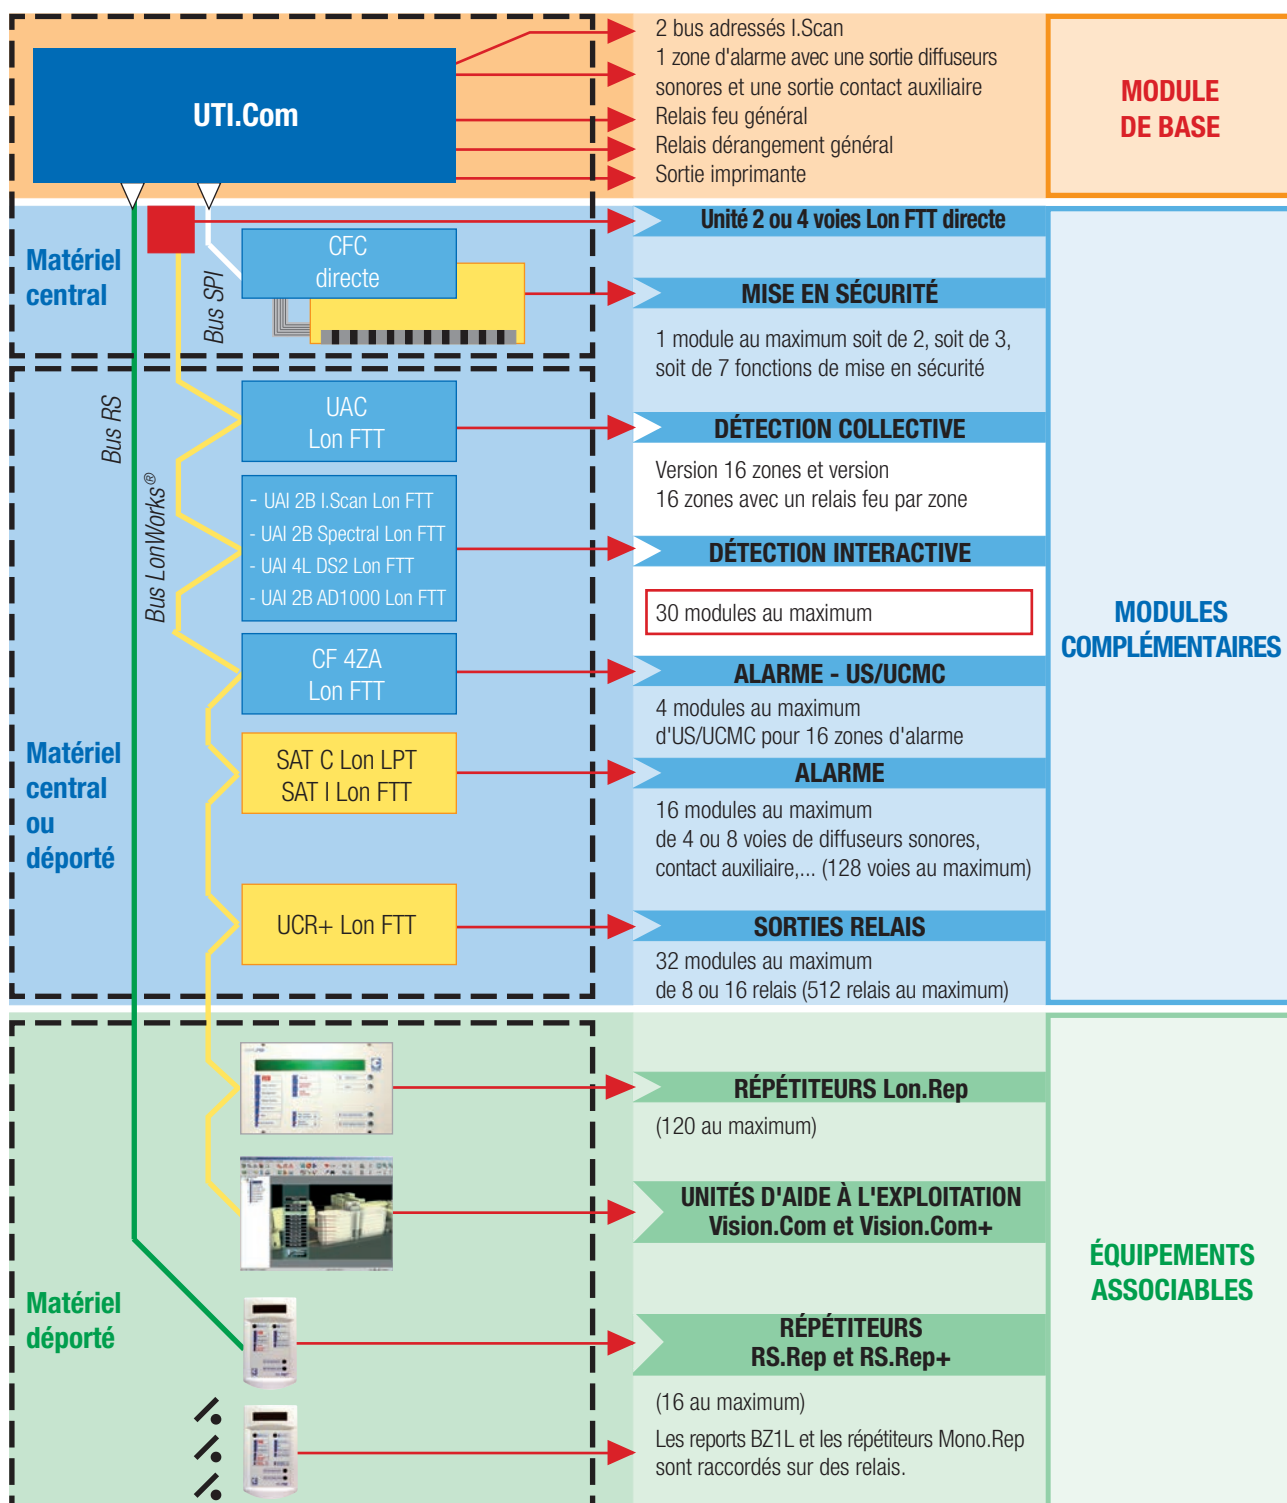 UTI.Com
2 bus adressés I.Scan
1 zone d'alarme avec une sortie diffuseurs
sonores et une sortie contact auxiliaire
Relais feu général
Relais dérangement général
Sortie imprimante
MODULE
DE BASE
Matériel
central
Bus SPI
CFC
directe
Unité 2 ou 4 voies Lon FTT directe
MISE EN SÉCURITÉ
1 module au maximum soit de 2, soit de 3,
soit de 7 fonctions de mise en sécurité
Bus RS
Bus LonWorks®
UAC
Lon FTT
DÉTECTION COLLECTIVE
Version 16 zones et version
16 zones avec un relais feu par zone
- UAI 2B I.Scan Lon FTT
- UAI 2B Spectral Lon FTT
- UAI 4L DS2 Lon FTT
- UAI 2B AD1000 Lon FTT
DÉTECTION INTERACTIVE
30 modules au maximum
MODULES
COMPLÉMENTAIRES
CF 4ZA
Lon FTT
ALARME - US/UCMC
4 modules au maximum
d'US/UCMC pour 16 zones d'alarme
Matériel
central
ou
déporté
SAT C Lon LPT
SAT I Lon FTT
ALARME
16 modules au maximum
de 4 ou 8 voies de diffuseurs sonores,
contact auxiliaire,... (128 voies au maximum)
UCR+ Lon FTT
SORTIES RELAIS
32 modules au maximum
de 8 ou 16 relais (512 relais au maximum)
RÉPÉTITEURS Lon.Rep
(120 au maximum)
UNITÉS D'AIDE À L'EXPLOITATION
Vision.Com et Vision.Com+
ÉQUIPEMENTS
ASSOCIABLES
Matériel
déporté
RÉPÉTITEURS
RS.Rep et RS.Rep+
(16 au maximum)
Les reports BZ1L et les répétiteurs Mono.Rep
sont raccordés sur des relais.